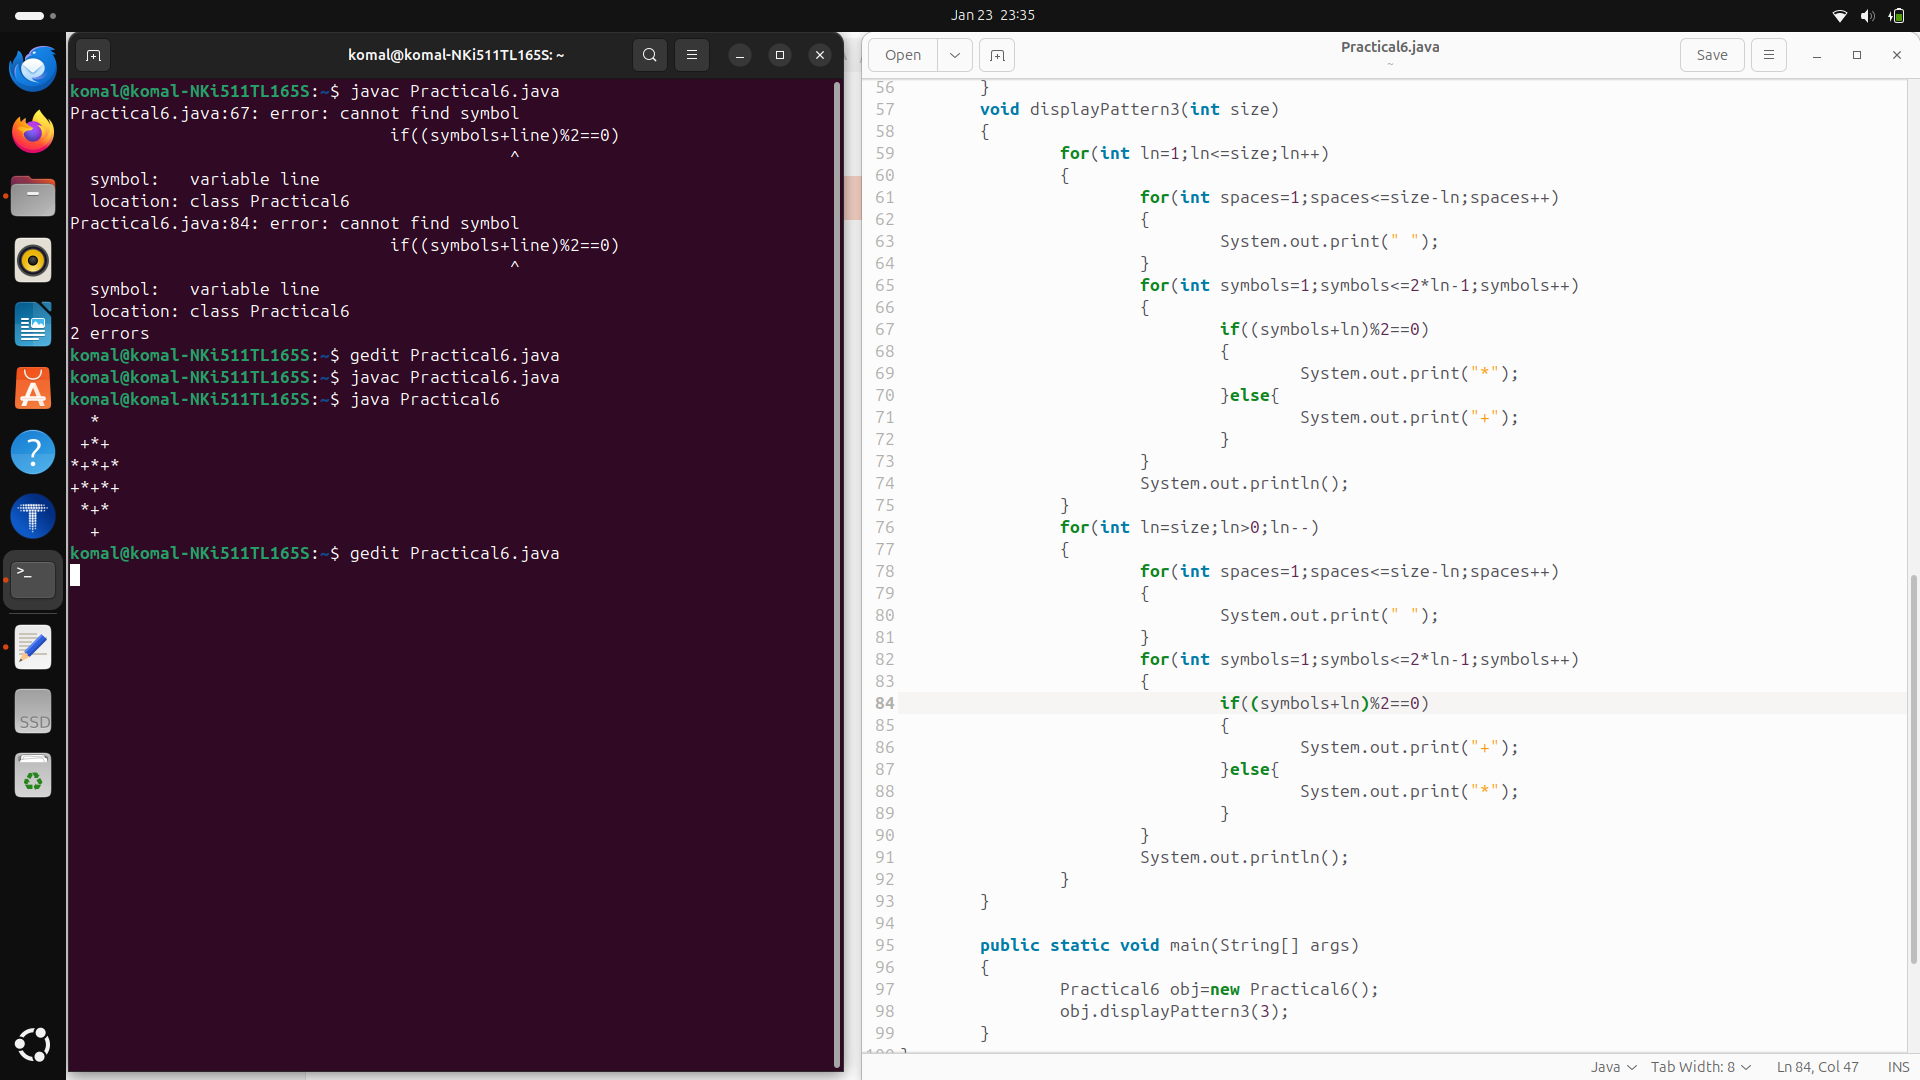 Jan 23 23:35
komal@komal-NKi511TL165S: ~
komal@komal-NKi511TL165S:~$ javac Practical6.java
Practical6.java:67: error: cannot find symbol
if((symbols+line)%2==0)
^
symbol:   variable line
location: class Practical6
Practical6.java:84: error: cannot find symbol
if((symbols+line)%2==0)
^
symbol:   variable line
location: class Practical6
2 errors
komal@komal-NKi511TL165S:~$ gedit Practical6.java
komal@komal-NKi511TL165S:~$ javac Practical6.java
komal@komal-NKi511TL165S:~$ java Practical6
  *
 +*+
*+*+*
+*+*+
 *+*
  +
komal@komal-NKi511TL165S:~$ gedit Practical6.java
SSD
Open
Practical6.java
~
Save
56 }
57 void displayPattern3(int size)
58 {
59 for(int ln=1;ln<=size;ln++)
60 {
61 for(int spaces=1;spaces<=size-ln;spaces++)
62 {
63 System.out.print(" ");
64 }
65 for(int symbols=1;symbols<=2*ln-1;symbols++)
66 {
67 if((symbols+ln)%2==0)
68 {
69 System.out.print("*");
70 }else{
71 System.out.print("+");
72 }
73 }
74 System.out.println();
75 }
76 for(int ln=size;ln>0;ln--)
77 {
78 for(int spaces=1;spaces<=size-ln;spaces++)
79 {
80 System.out.print(" ");
81 }
82 for(int symbols=1;symbols<=2*ln-1;symbols++)
83 {
84 if((symbols+ln)%2==0)
85 {
86 System.out.print("+");
87 }else{
88 System.out.print("*");
89 }
90 }
91 System.out.println();
92 }
93 }
94
95 public static void main(String[] args)
96 {
97 Practical6 obj=new Practical6();
98 obj.displayPattern3(3);
99 }
100 }
Java Tab Width: 8 Ln 84, Col 47 INS